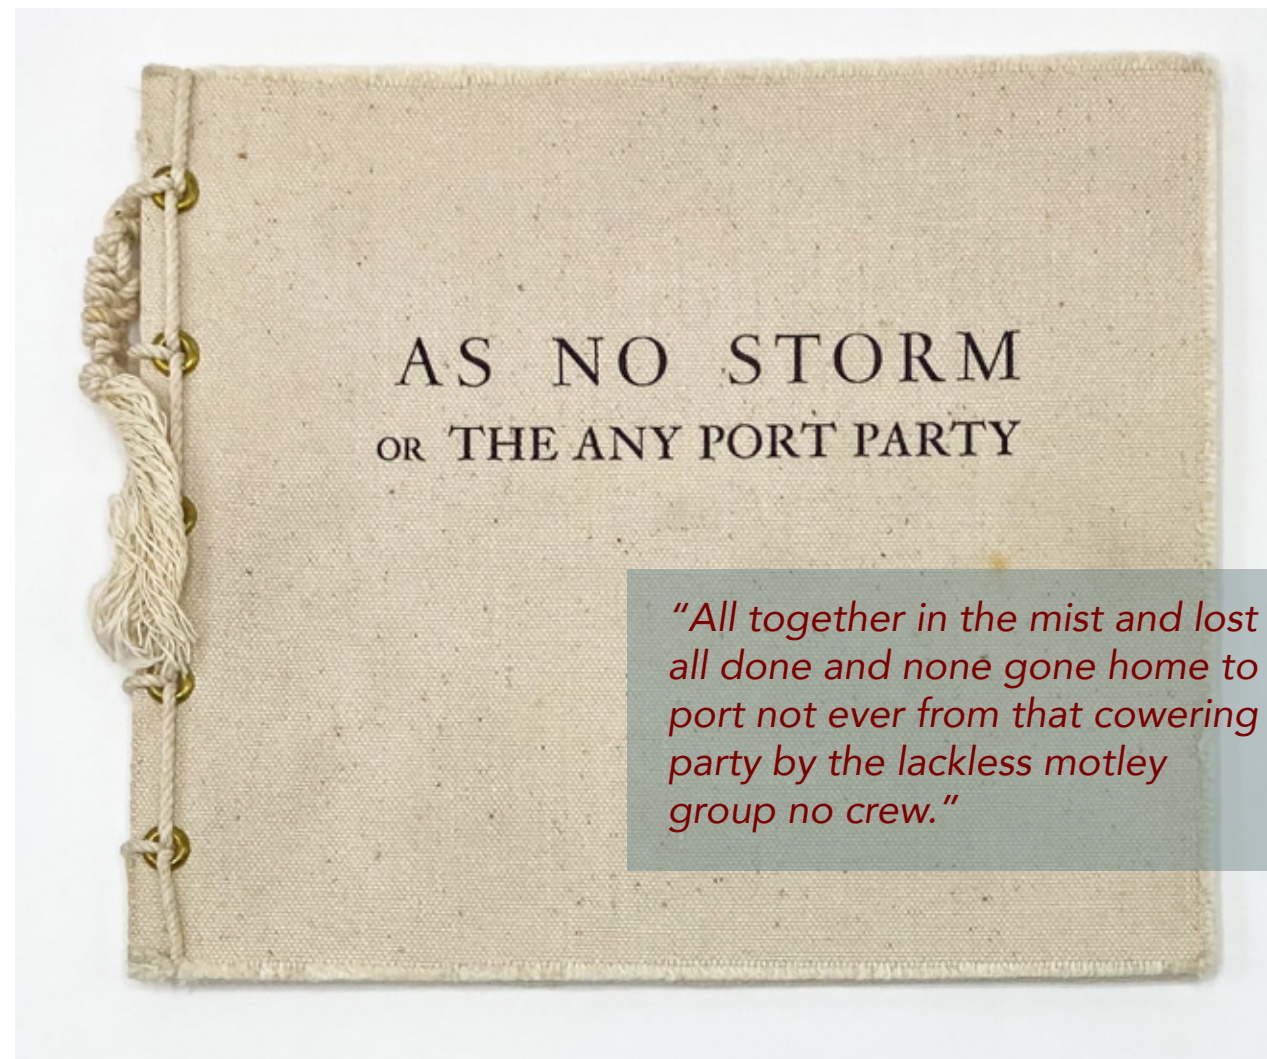 AS NO STORM
OR THE ANY PORT PARTY
“All together in the mist and lost
all done and none gone home to
port not ever from that cowering
party by the lackless motley
group no crew.”